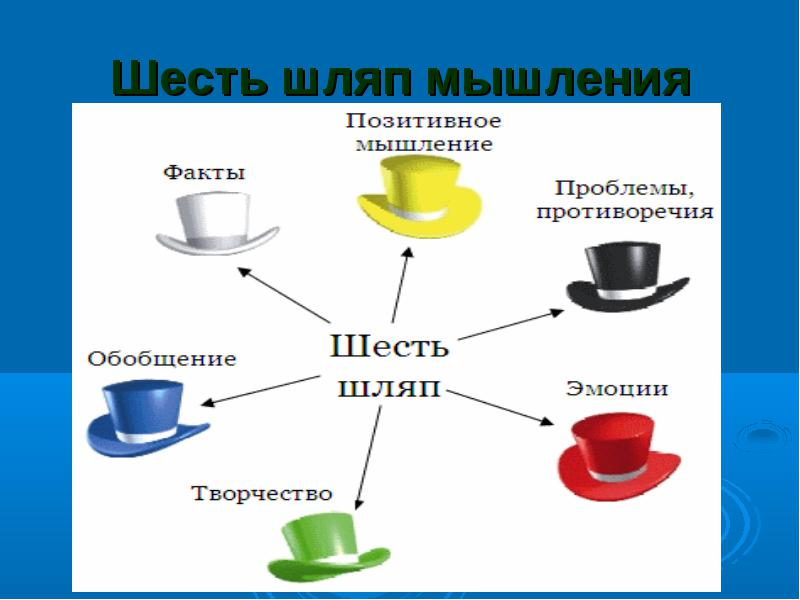 Шесть шляп мышления
Позитивное
мышление
Факты
Проблемы,
противоречия
Шесть
шляп
Обобщение
Эмоции
Творчество